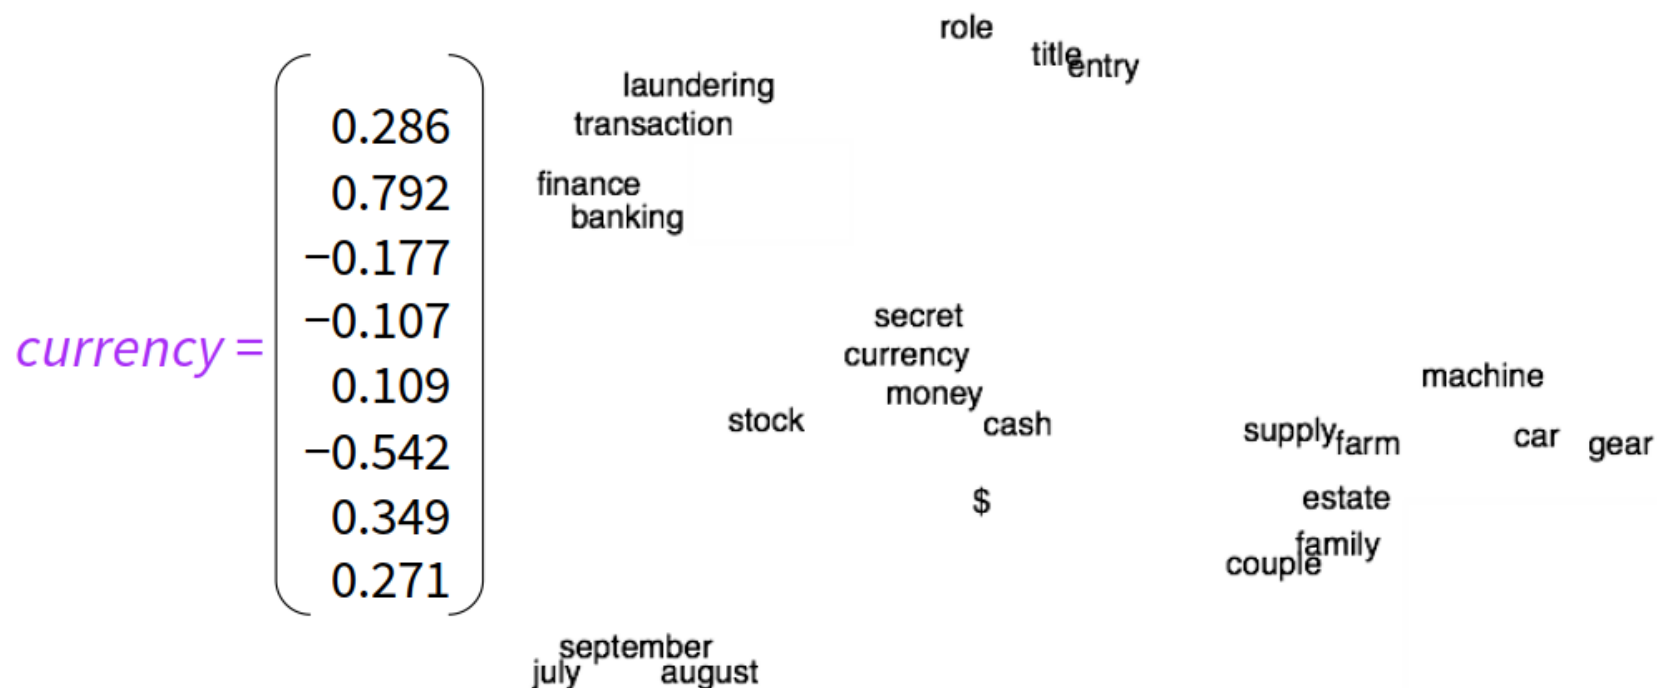 currency =
0.286
0.792
−0.177
−0.107
0.109
−0.542
0.349
0.271
role
title
entry
laundering
transaction
finance
banking
secret
currency
money
stock
cash
machine
supply
farm
car
gear
$
estate
family
couple
september
july
august